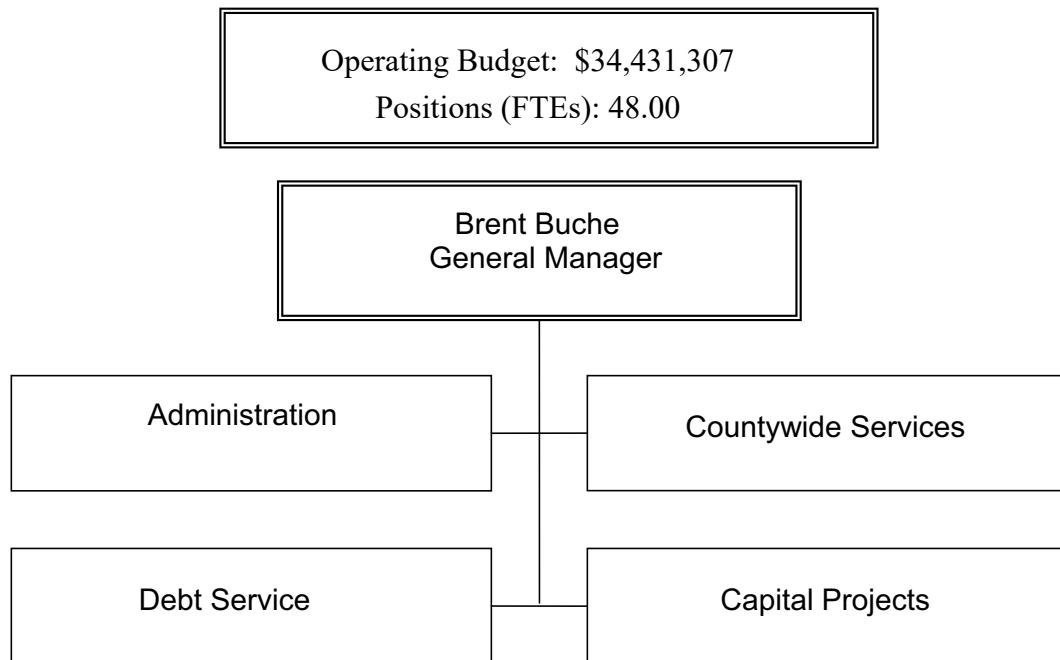 Operating Budget: $34,431,307
Positions (FTEs): 48.00
Brent Buche
General Manager
Administration
Countywide Services
Debt Service
Capital Projects